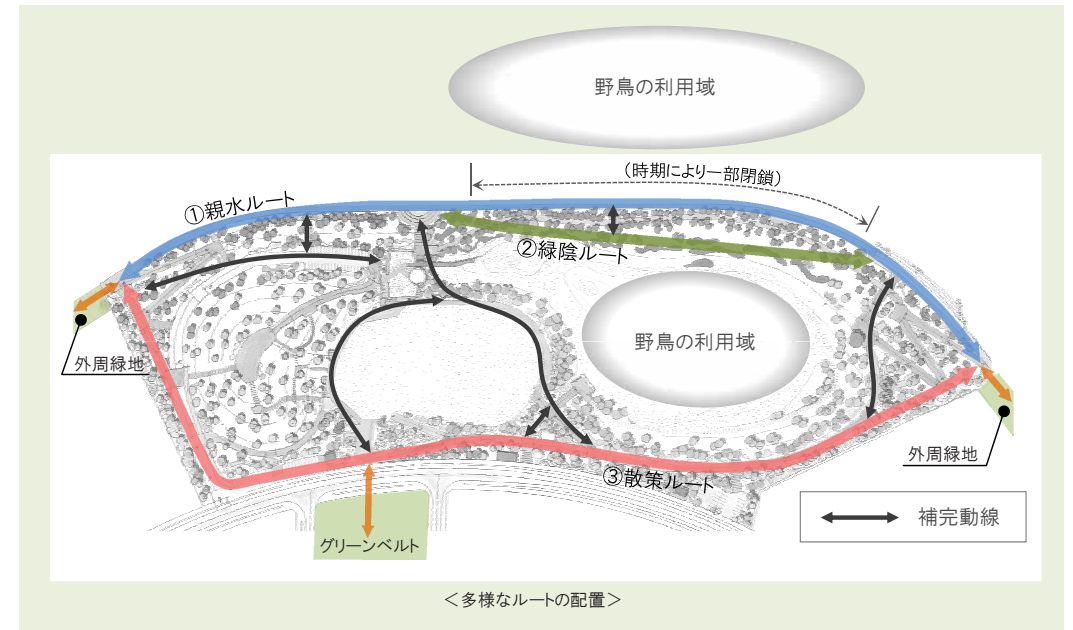 野鳥の利用域
（時期により一部閉鎖）
①親水ルート
②緑陰ルート
野鳥の利用域
外周緑地
外周緑地
③散策ルート
補完動線
グリーンベルト
＜多様なルートの配置＞